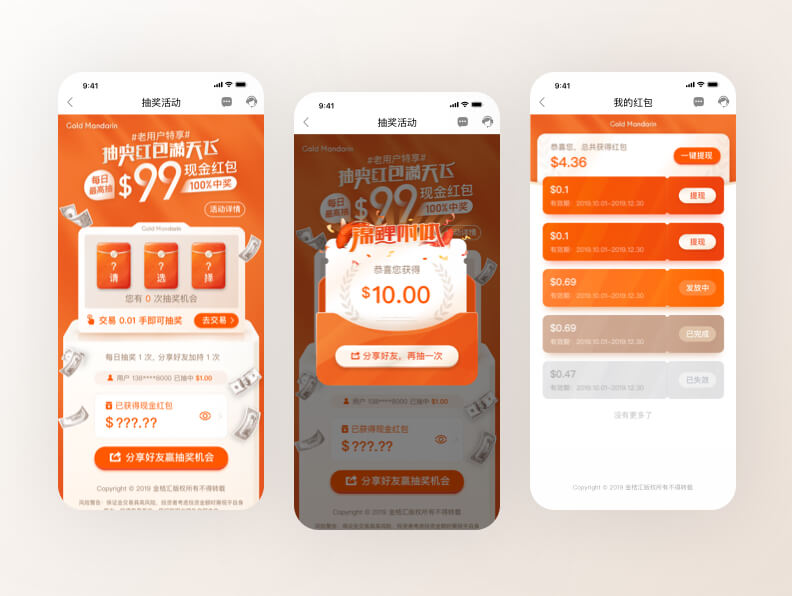 9:41
抽奖活动
Gold Mandarin
#老用户特享#
抽奖红包满天飞
每日
最高抽
$99
现金红包
100%中奖
活动详情
Gold Mandarin
?
请
?
选
?
择
您有 0 次抽奖机会
交易 0.01 手即可抽奖
去交易
每日抽奖 1 次, 分享好友加持 1 次
用户 138****8000 已抽中 $1.00
已获得现金红包
$???.??
分享好友赢抽奖机会
Copyright © 2019 金桔汇版权所有不得转载
9:41
抽奖活动
Gold Mandarin
#老用户特享#
抽奖红包满天飞
每日
最高抽
$99
现金红包
100%中奖
锦鲤附体
恭喜您获得
$10.00
分享好友, 再抽一次
用户 138****8000 已抽中 $1.00
已获得现金红包
$???.??
分享好友赢抽奖机会
Copyright © 2019 金桔汇版权所有不得转载
9:41
我的红包
Gold Mandarin
恭喜您, 总共获得红包
$4.36
一键提现
$0.1
有效期: 2019.10.01-2019.12.30
提现
$0.1
有效期: 2019.10.01-2019.12.30
提现
$0.69
有效期: 2019.10.01-2019.12.30
发放中
$0.69
有效期: 2019.10.01-2019.12.30
已完成
$0.47
有效期: 2019.10.01-2019.12.30
已失效
没有更多了
Copyright © 2019 金桔汇版权所有不得转载